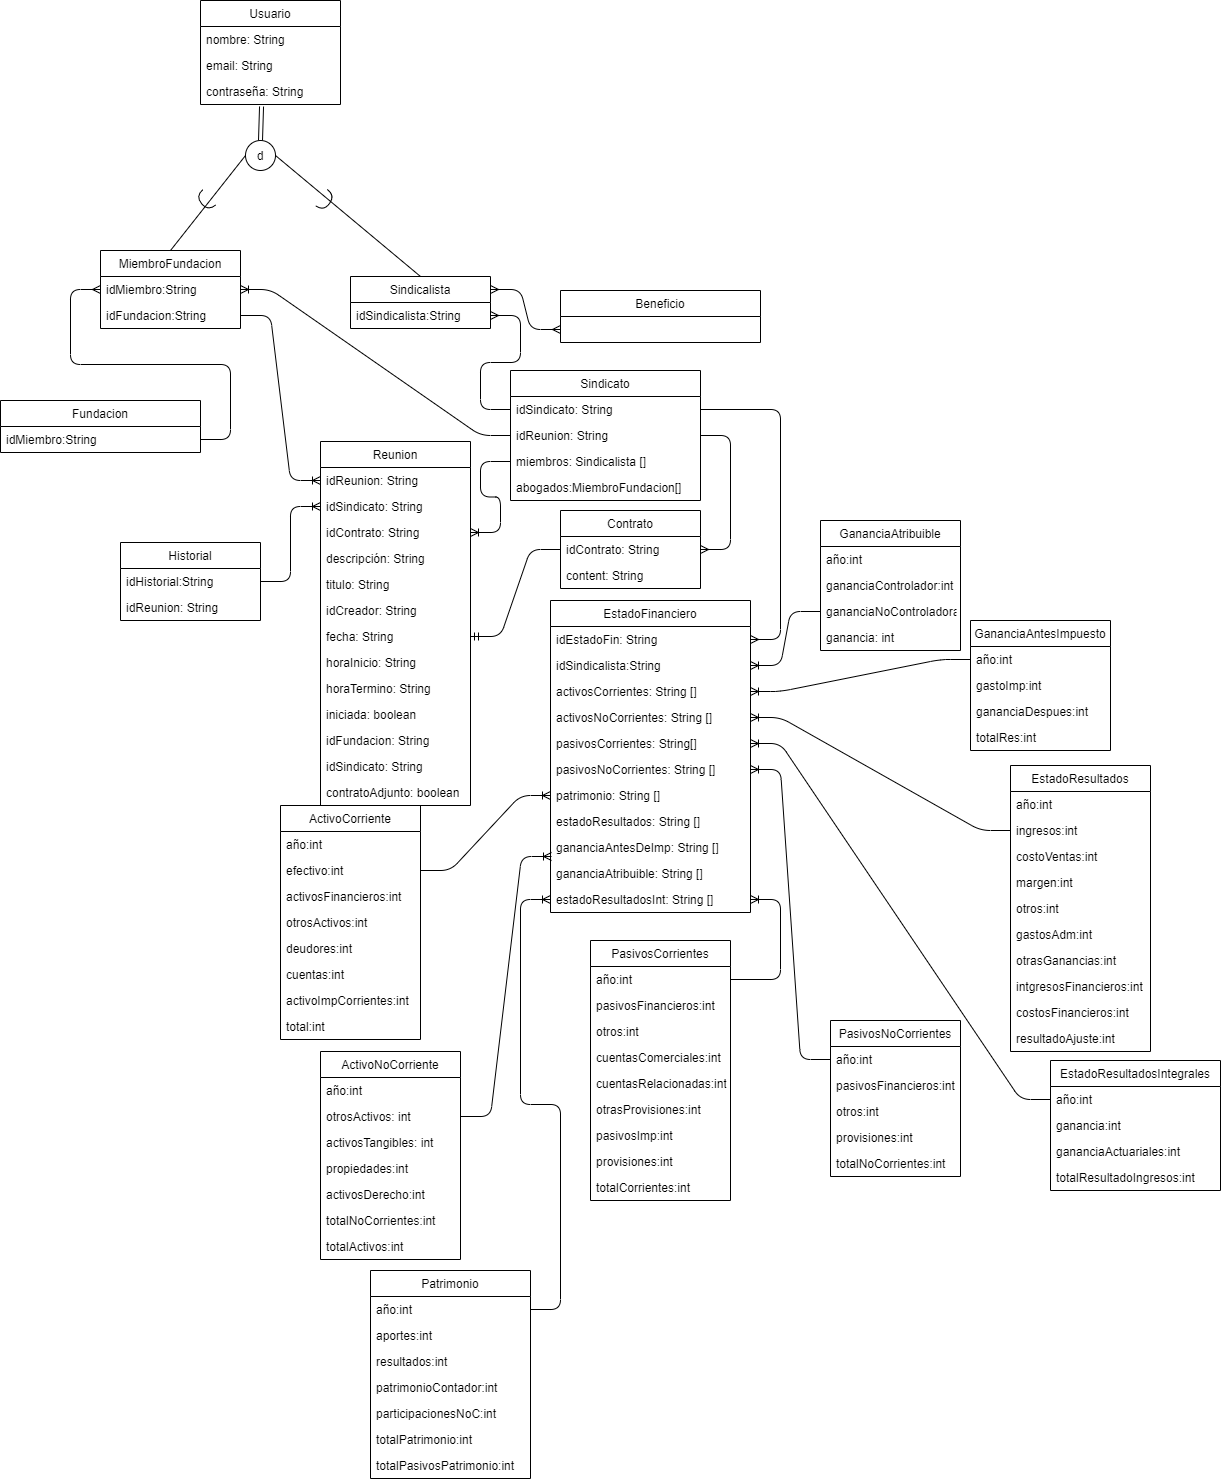 Usuario
nombre: String
email: String
contraseña: String
d
MiembroFundacion
idMiembro:String
idFundacion:String
Sindicalista
idSindicalista:String
Beneficio
Fundacion
idMiembro:String
Sindicato
idSindicato: String
idReunion: String
miembros: Sindicalista []
abogados:MiembroFundacion[]
Reunion
idReunion: String
idSindicato: String
idContrato: String
descripción: String
titulo: String
idCreador: String
fecha: String
horaInicio: String
horaTermino: String
iniciada: boolean
idFundacion: String
idSindicato: String
contratoAdjunto: boolean
Historial
idHistorial:String
idReunion: String
Contrato
idContrato: String
content: String
GananciaAtribuible
año:int
gananciaControlador:int
gananciaNoControladora
ganancia: int
EstadoFinanciero
idEstadoFin: String
idSindicalista:String
activosCorrientes: String []
activosNoCorrientes: String []
pasivosCorrientes: String[]
pasivosNoCorrientes: String []
patrimonio: String []
estadoResultados: String []
gananciaAntesDeImp: String []
gananciaAtribuible: String []
estadoResultadosInt: String []
GananciaAntesImpuesto
año:int
gastoImp:int
gananciaDespues:int
totalRes:int
EstadoResultados
año:int
ingresos:int
costoVentas:int
margen:int
otros:int
gastosAdm:int
otrasGanancias:int
intgresosFinancieros:int
costosFinancieros:int
resultadoAjuste:int
ActivoCorriente
año:int
efectivo:int
activosFinancieros:int
otrosActivos:int
deudores:int
cuentas:int
activoImpCorrientes:int
total:int
PasivosCorrientes
año:int
pasivosFinancieros:int
otros:int
cuentasComerciales:int
cuentasRelacionadas:int
otrasProvisiones:int
pasivosImp:int
provisiones:int
totalCorrientes:int
PasivosNoCorrientes
año:int
pasivosFinancieros:int
otros:int
provisiones:int
totalNoCorrientes:int
EstadoResultadosIntegrales
año:int
ganancia:int
gananciaActuariales:int
totalResultadoIngresos:int
ActivoNoCorriente
año:int
otrosActivos: int
activosTangibles: int
propiedades:int
activosDerecho:int
totalNoCorrientes:int
totalActivos:int
Patrimonio
año:int
aportes:int
resultados:int
patrimonioContador:int
participacionesNoC:int
totalPatrimonio:int
totalPasivosPatrimonio:int